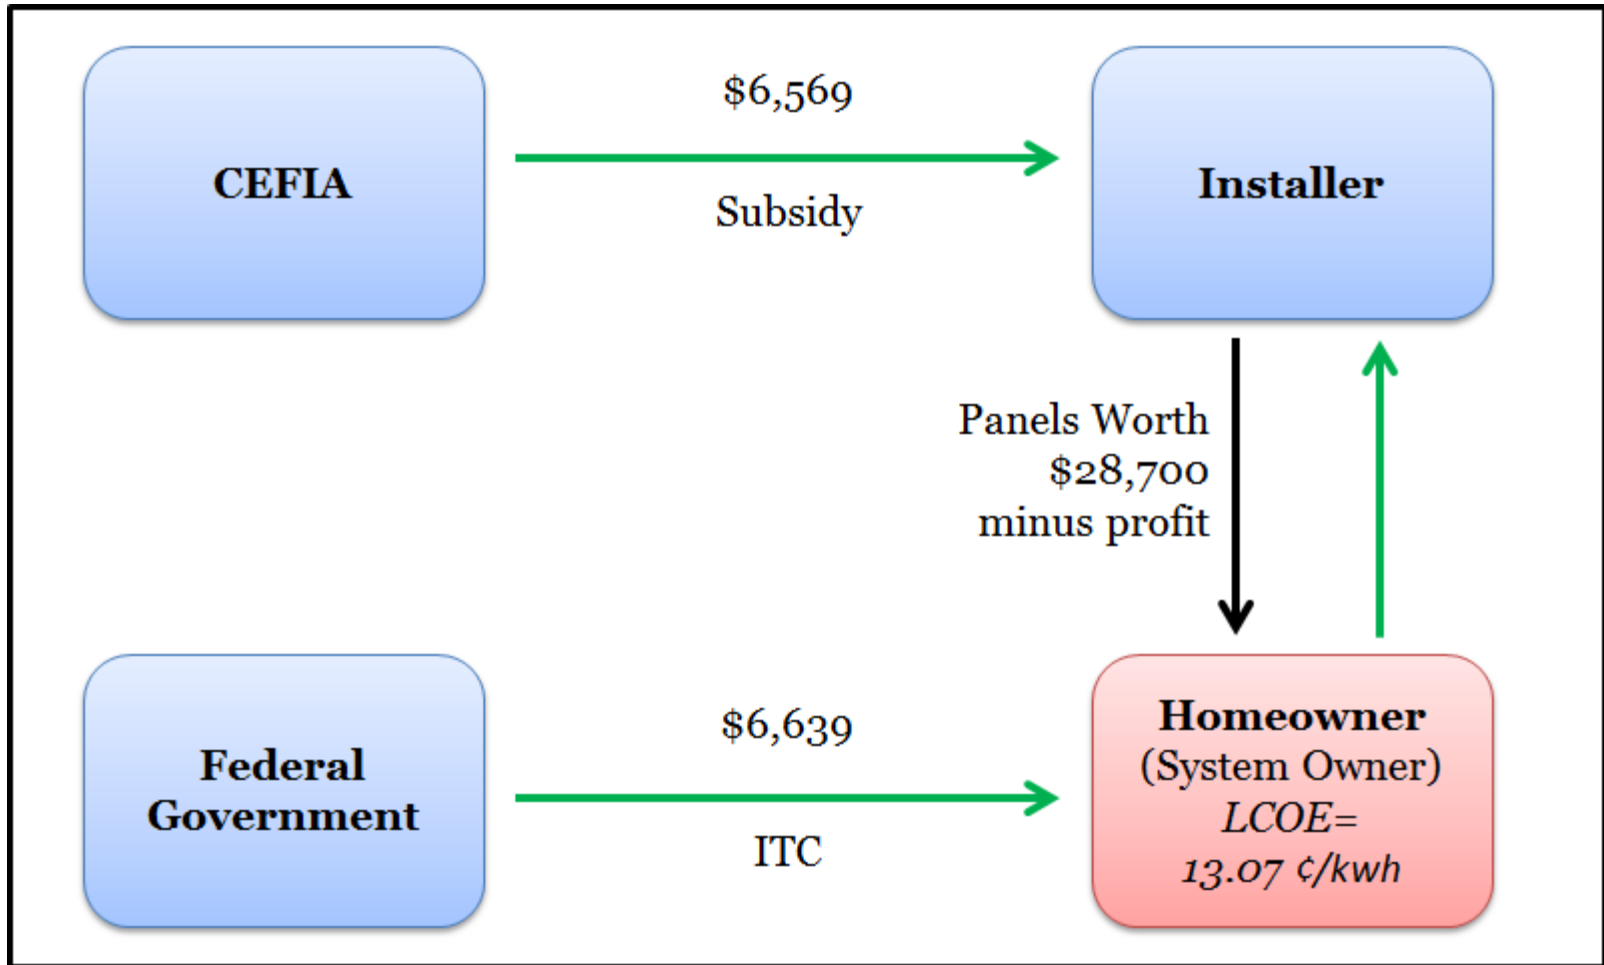 CEFIA
$6,569
Subsidy
Installer
Panels Worth
$28,700
minus profit
Federal
Government
$6,639
ITC
Homeowner
(System Owner)
LCOE=
13.07 ¢/kwh